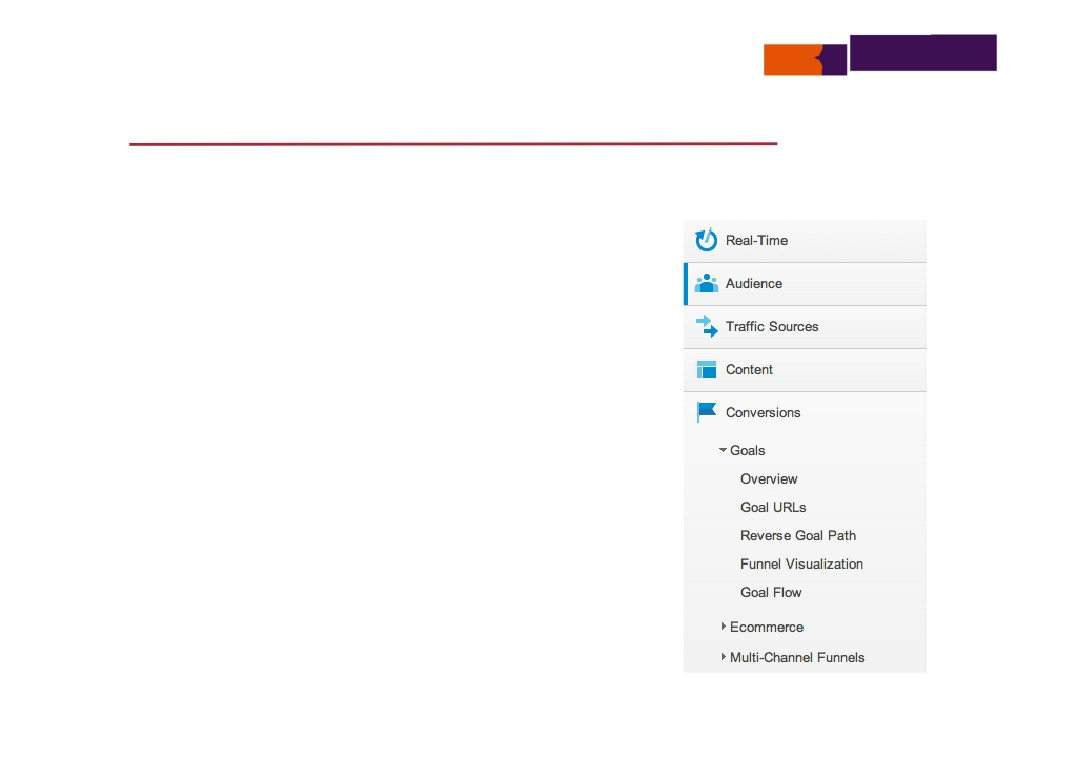 Real-Time
Audience
Traffic Sources
Content
Conversions
Goals
Overview
Goal URLs
Reverse Goal Path
Funnel Visualization
Goal Flow
Ecommerce
Multi-Channel Funnels